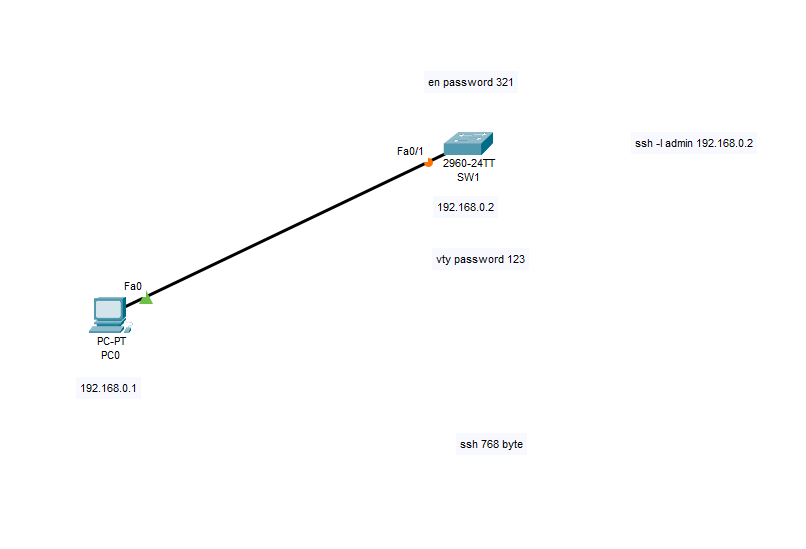 en password 321
ssh -l admin 192.168.0.2
Fa0/1
2960-24TT
SW1
192.168.0.2
vty password 123
Fa0
PC-PT
PC0
192.168.0.1
ssh 768 byte